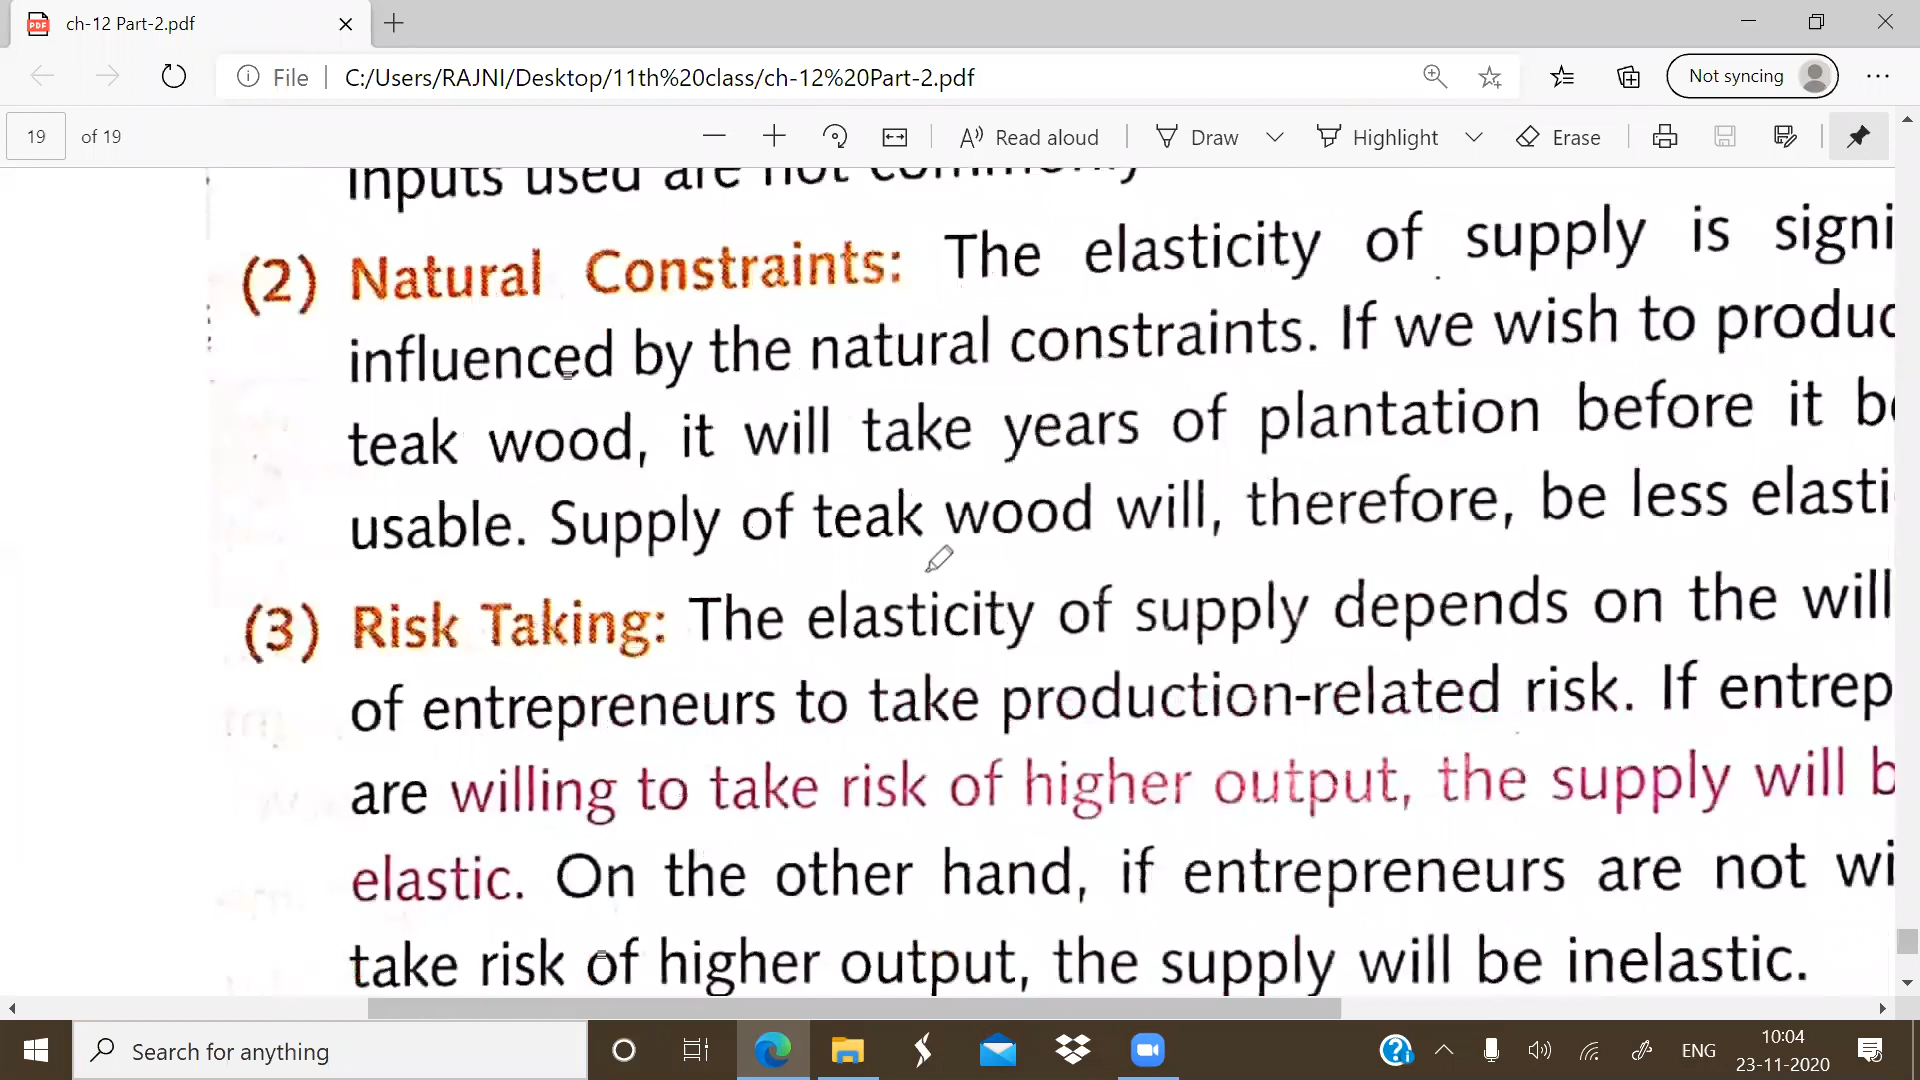 ch-12 Part-2.pdf
File C:/Users/RAJNI/Desktop/11th%20class/ch-12%20Part-2.pdf Not syncing
19 of 19 Read aloud Draw Highlight Erase
inputs used are not commonly
(2) Natural Constraints: The elasticity of supply is signi
influenced by the natural constraints. If we wish to produc
teak wood, it will take years of plantation before it be
usable. Supply of teak wood will, therefore, be less elasti
(3) Risk Taking: The elasticity of supply depends on the will
of entrepreneurs to take production-related risk. If entrep
are willing to take risk of higher output, the supply will b
elastic. On the other hand, if entrepreneurs are not wi
take risk of higher output, the supply will be inelastic.
Search for anything ENG 10:04
23-11-2020